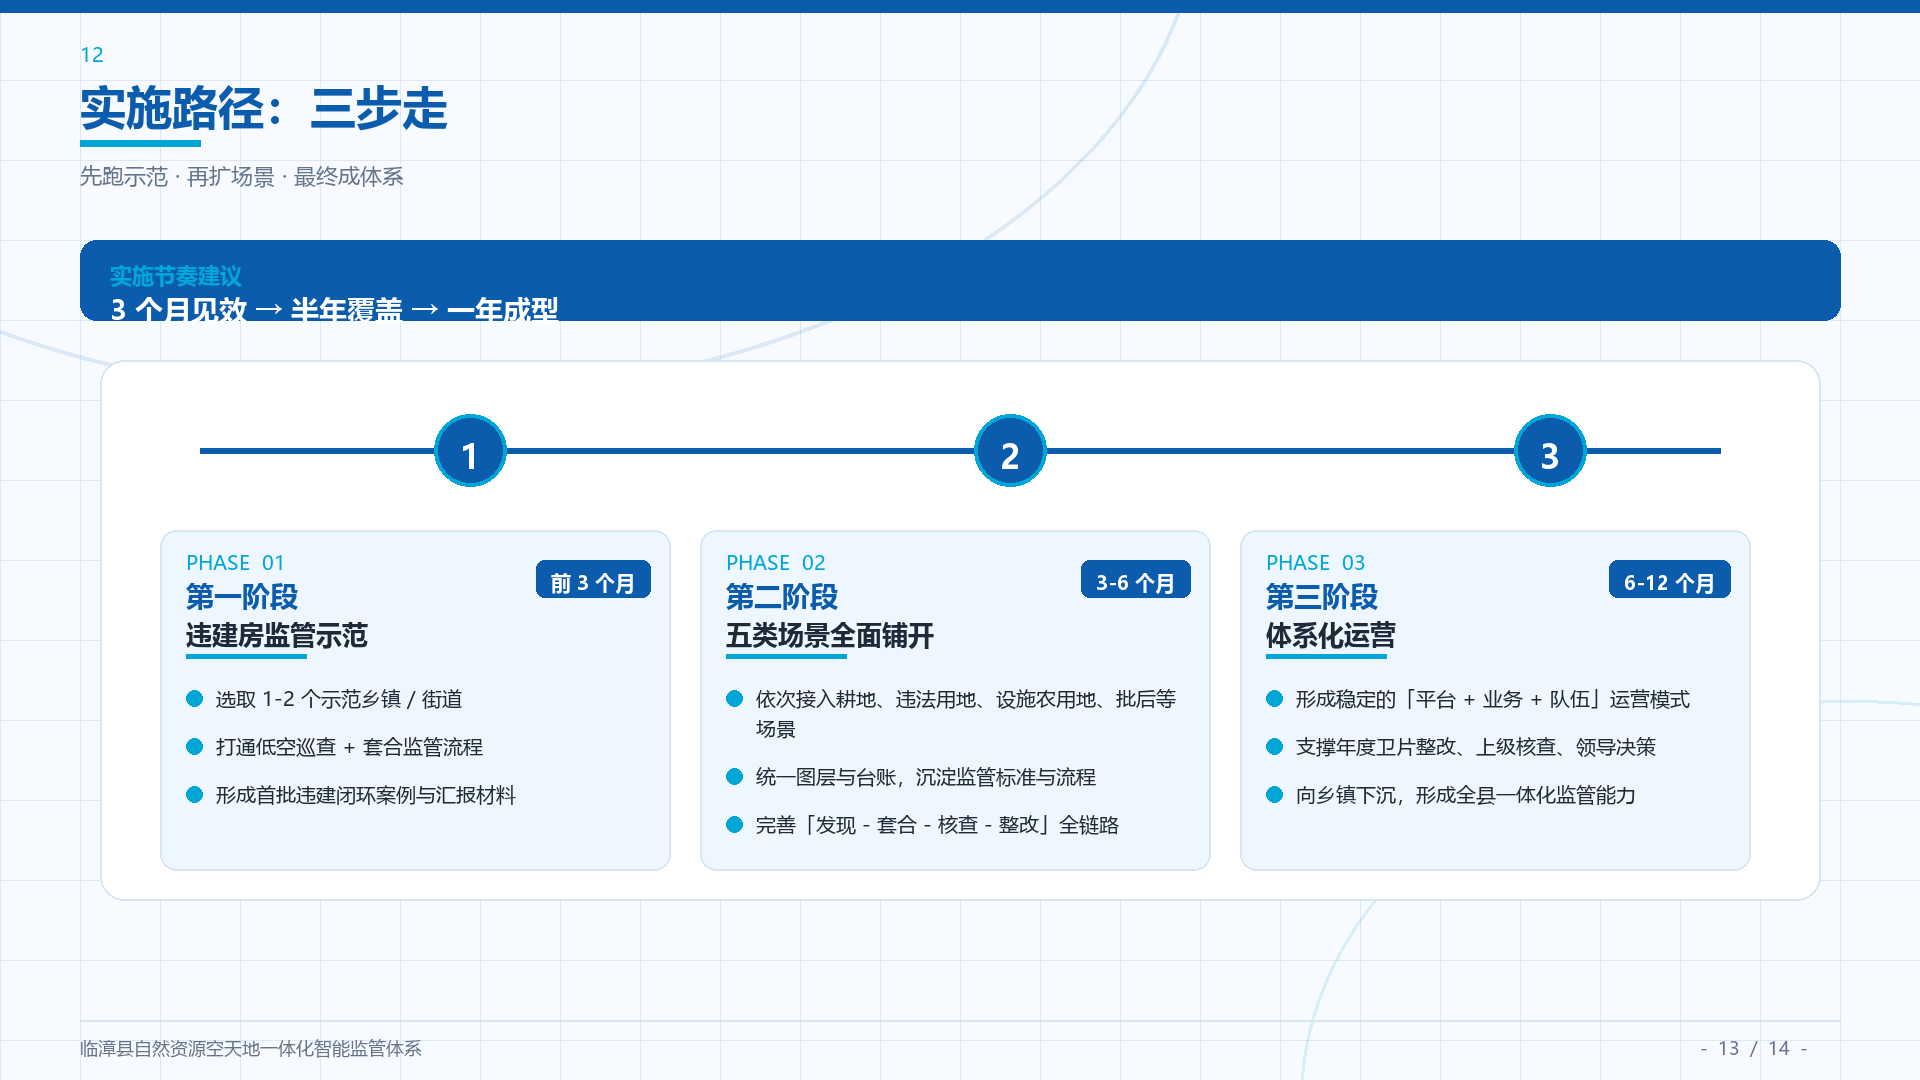 12
实施路径：三步走
先跑示范 · 再扩场景 · 最终成体系
实施节奏建议
3 个月见效 → 半年覆盖 → 一年成型
1
2
3
PHASE 01
前 3 个月
第一阶段
违建房监管示范
选取 1-2 个示范乡镇 / 街道
打通低空巡查 + 套合监管流程
形成首批违建闭环案例与汇报材料
PHASE 02
3-6 个月
第二阶段
五类场景全面铺开
依次接入耕地、违法用地、设施农用地、批后等
场景
统一图层与台账，沉淀监管标准与流程
完善「发现 - 套合 - 核查 - 整改」全链路
PHASE 03
6-12 个月
第三阶段
体系化运营
形成稳定的「平台 + 业务 + 队伍」运营模式
支撑年度卫片整改、上级核查、领导决策
向乡镇下沉，形成全县一体化监管能力
临漳县自然资源空天地一体化智能监管体系
- 13 / 14 -